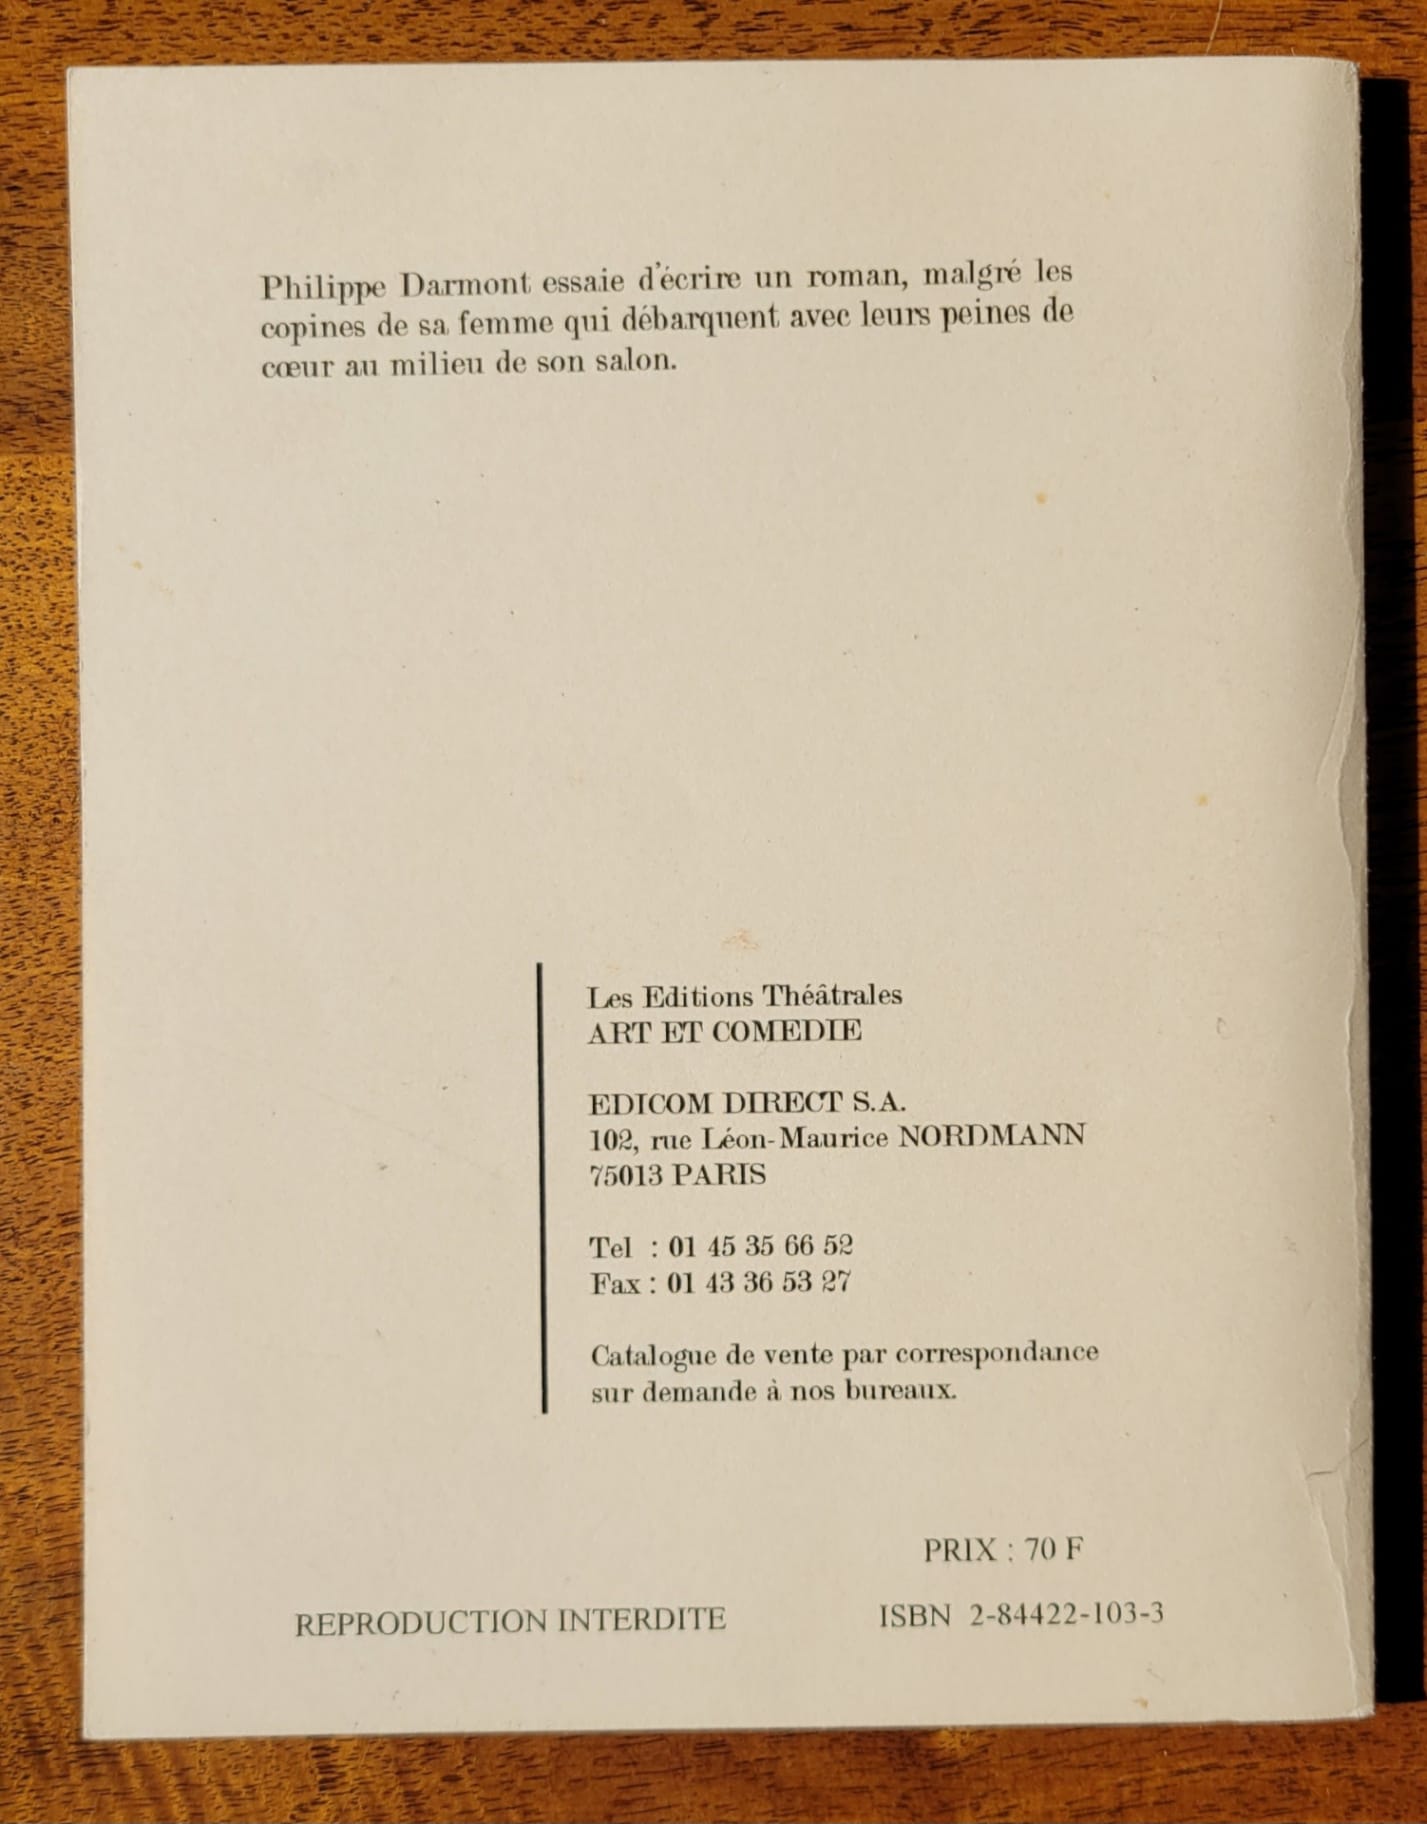 Philippe Darmont essaie d'écrire un roman, malgré les
copines de sa femme qui débarquent avec leurs peines de
cœur au milieu de son salon.
Les Editions Théâtrales
ART ET COMEDIE
EDICOM DIRECT S.A.
102, rue Léon-Maurice NORDMANN
75013 PARIS
Tel : 01 45 35 66 52
Fax : 01 43 36 53 27
Catalogue de vente par correspondance
sur demande à nos bureaux.
PRIX : 70 F
REPRODUCTION INTERDITE
ISBN 2-84422-103-3